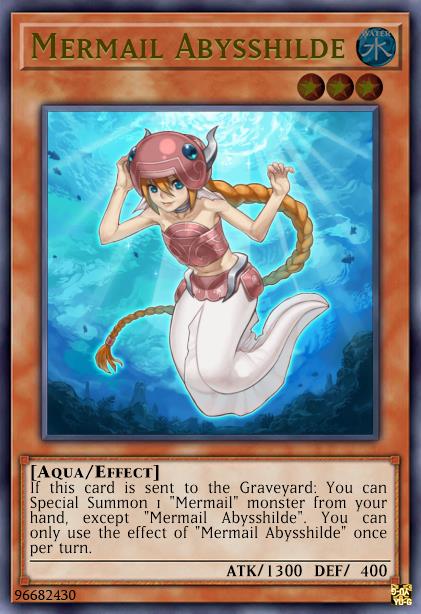 MERMAIL ABYSSHILDE
WATER
水
[AQUA/EFFECT]
If this card is sent to the Graveyard: You can
Special Summon 1 "Mermail" monster from your
hand, except "Mermail Abysshilde". You can
only use the effect of "Mermail Abysshilde" once
per turn.
ATK/1300 DEF/ 400
96682430